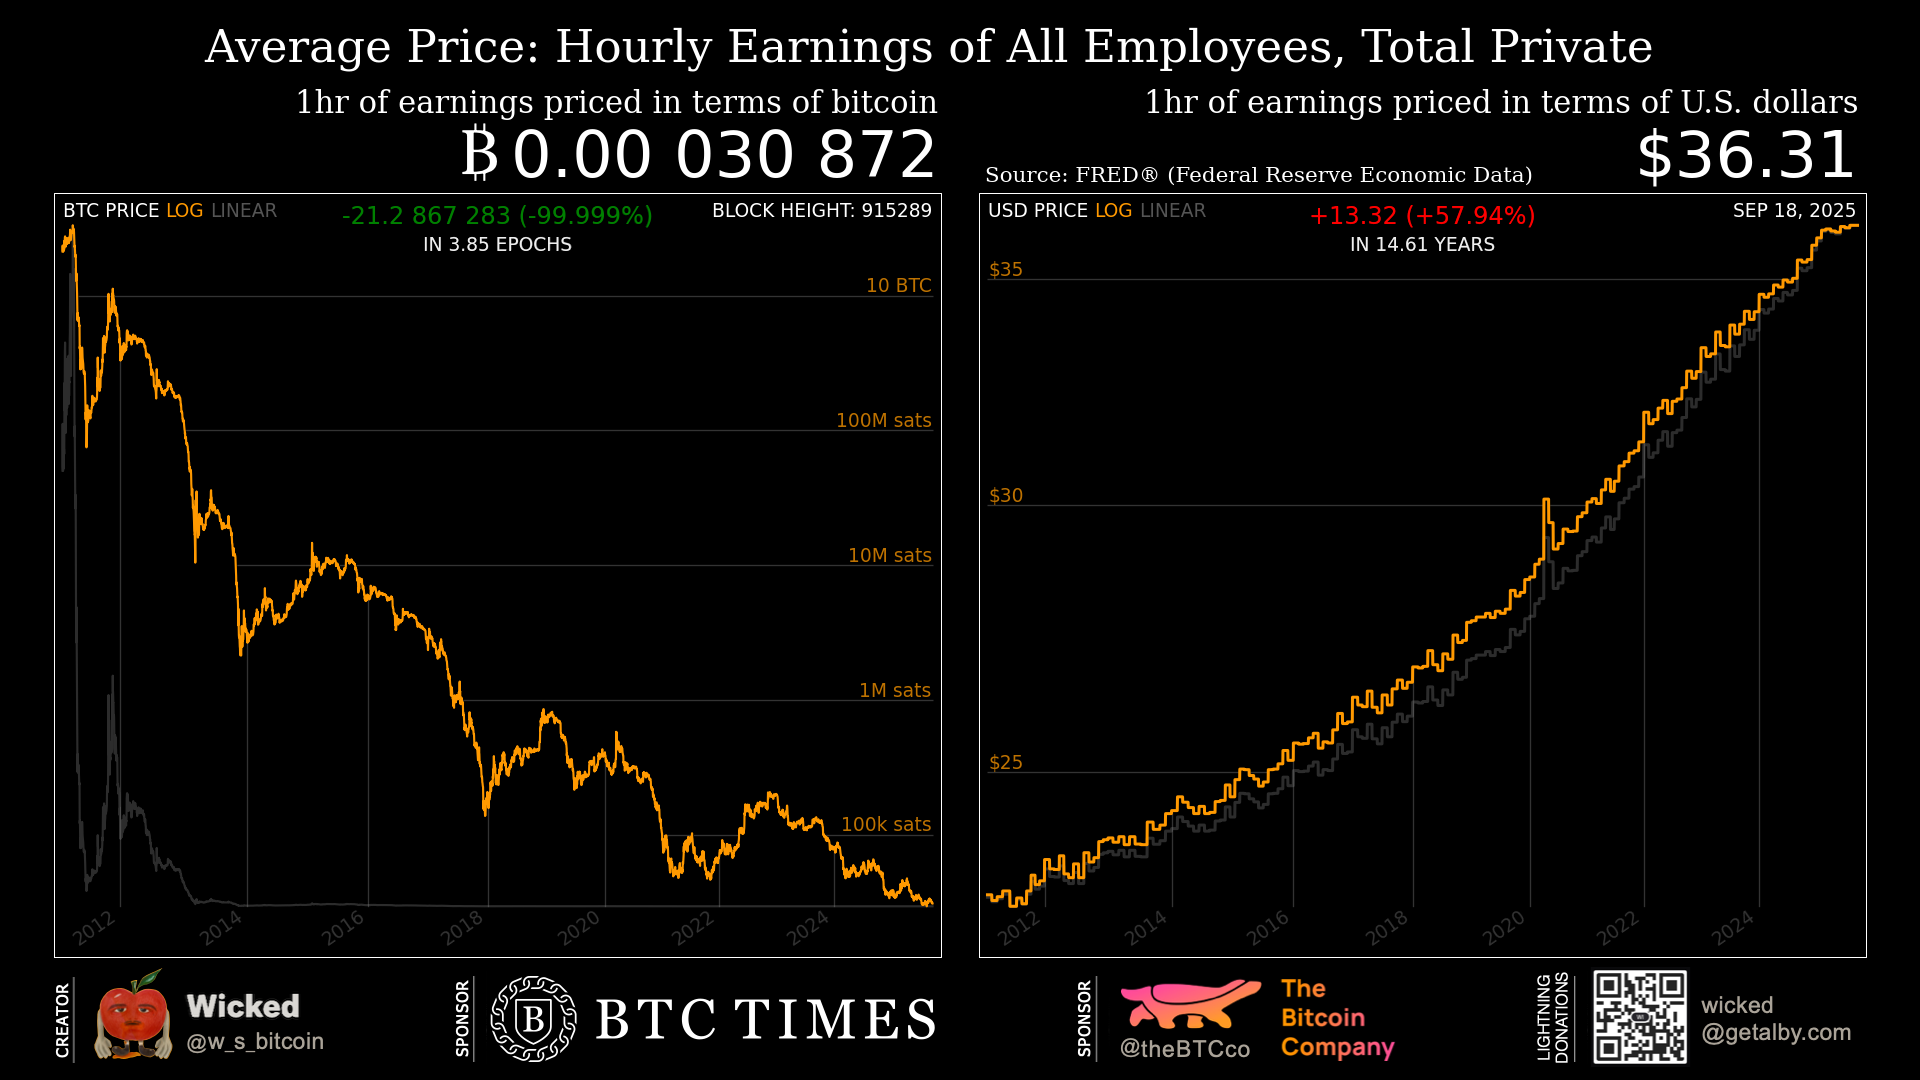 Average Price: Hourly Earnings of All Employees, Total Private
1hr of earnings priced in terms of bitcoin
₿ 0.00 030 872
BTC PRICE LOG LINEAR
-21.2 867 283 (-99.999%)
IN 3.85 EPOCHS
BLOCK HEIGHT: 915289
10 BTC
100M sats
10M sats
1M sats
100k sats
2012
2014
2016
2018
2020
2022
2024
1hr of earnings priced in terms of U.S. dollars
$36.31
Source: FRED® (Federal Reserve Economic Data)
USD PRICE LOG LINEAR
+13.32 (+57.94%)
IN 14.61 YEARS
SEP 18, 2025
$35
$30
$25
2012
2014
2016
2018
2020
2022
2024
CREATOR
Wicked
@w_s_bitcoin
SPONSOR
B
BTC TIMES
SPONSOR
@theBTCco
The
Bitcoin
Company
LIGHTNING
DONATIONS
wicked
@getalby.com